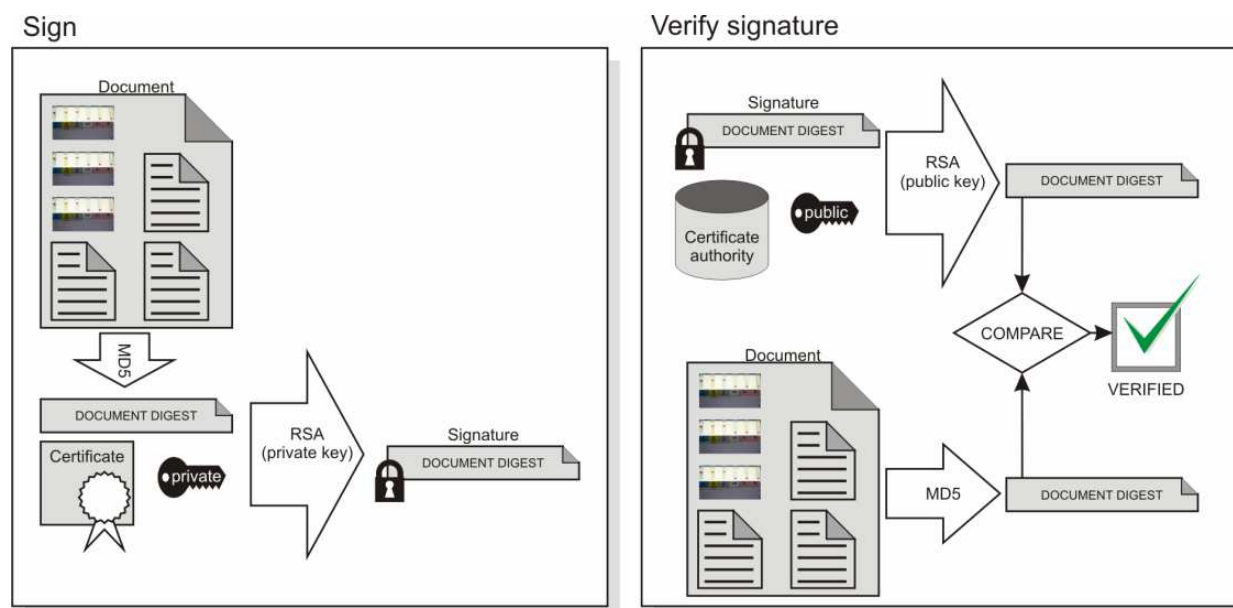 Sign
Document
MD5
DOCUMENT DIGEST
Certificate
private
RSA
(private key)
Signature
DOCUMENT DIGEST
Verify signature
Signature
DOCUMENT DIGEST
Certificate
authority
public
RSA
(public key)
DOCUMENT DIGEST
COMPARE
VERIFIED
Document
MD5
DOCUMENT DIGEST